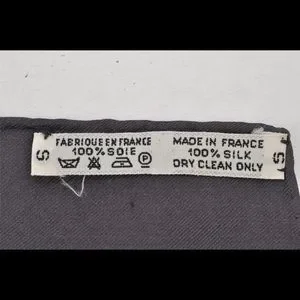 FABRIQUE EN FRANCE
100% SOIE
MADE IN FRANCE
100% SILK
DRY CLEAN ONLY
S
S
P